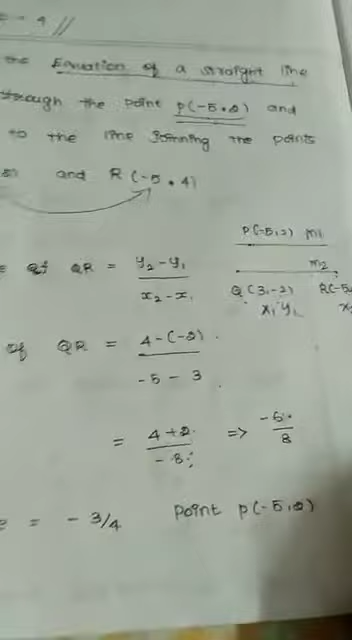 = - 4 //
the Equation of a straight line
through the point P(-5,2) and
to the line joining the points
and R (-5,4)
P(-5,2) m1
m2
Q(3,-2) R(-5,
x₁ y₁ x₂
of QR = y₂-y₁ / x₂-x₁
of QR = 4-(-2) / -5-3
= 4+2 / -8 => -6 / 8
= - 3/4 Point P(-5,2)